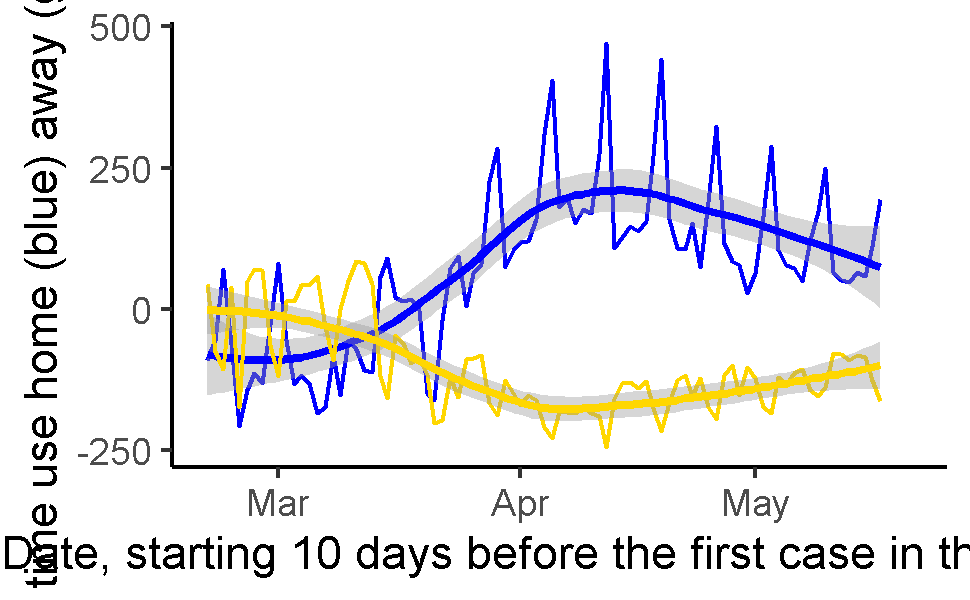 time use home (blue) away (
500
250
0
-250
Mar Apr May
Date, starting 10 days before the first case in th